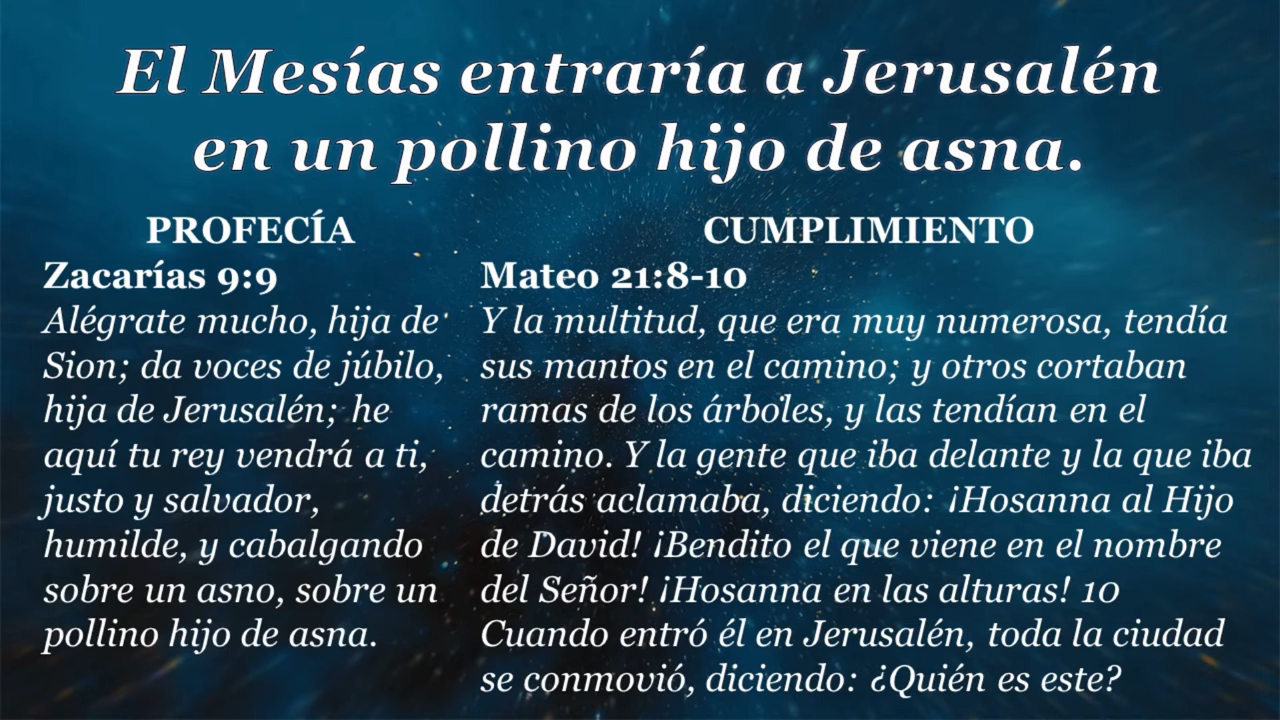 El Mesías entraría a Jerusalén
en un pollino hijo de asna.
PROFECÍA
Zacarías 9:9
Alégrate mucho, hija de
Sion; da voces de júbilo,
hija de Jerusalén; he
aquí tu rey vendrá a ti,
justo y salvador,
humilde, y cabalgando
sobre un asno, sobre un
pollino hijo de asna.
CUMPLIMIENTO
Mateo 21:8-10
Y la multitud, que era muy numerosa, tendía
sus mantos en el camino; y otros cortaban
ramas de los árboles, y las tendían en el
camino. Y la gente que iba delante y la que iba
detrás aclamaba, diciendo: ¡Hosanna al Hijo
de David! ¡Bendito el que viene en el nombre
del Señor! ¡Hosanna en las alturas! 10
Cuando entró él en Jerusalén, toda la ciudad
se conmovió, diciendo: ¿Quién es este?